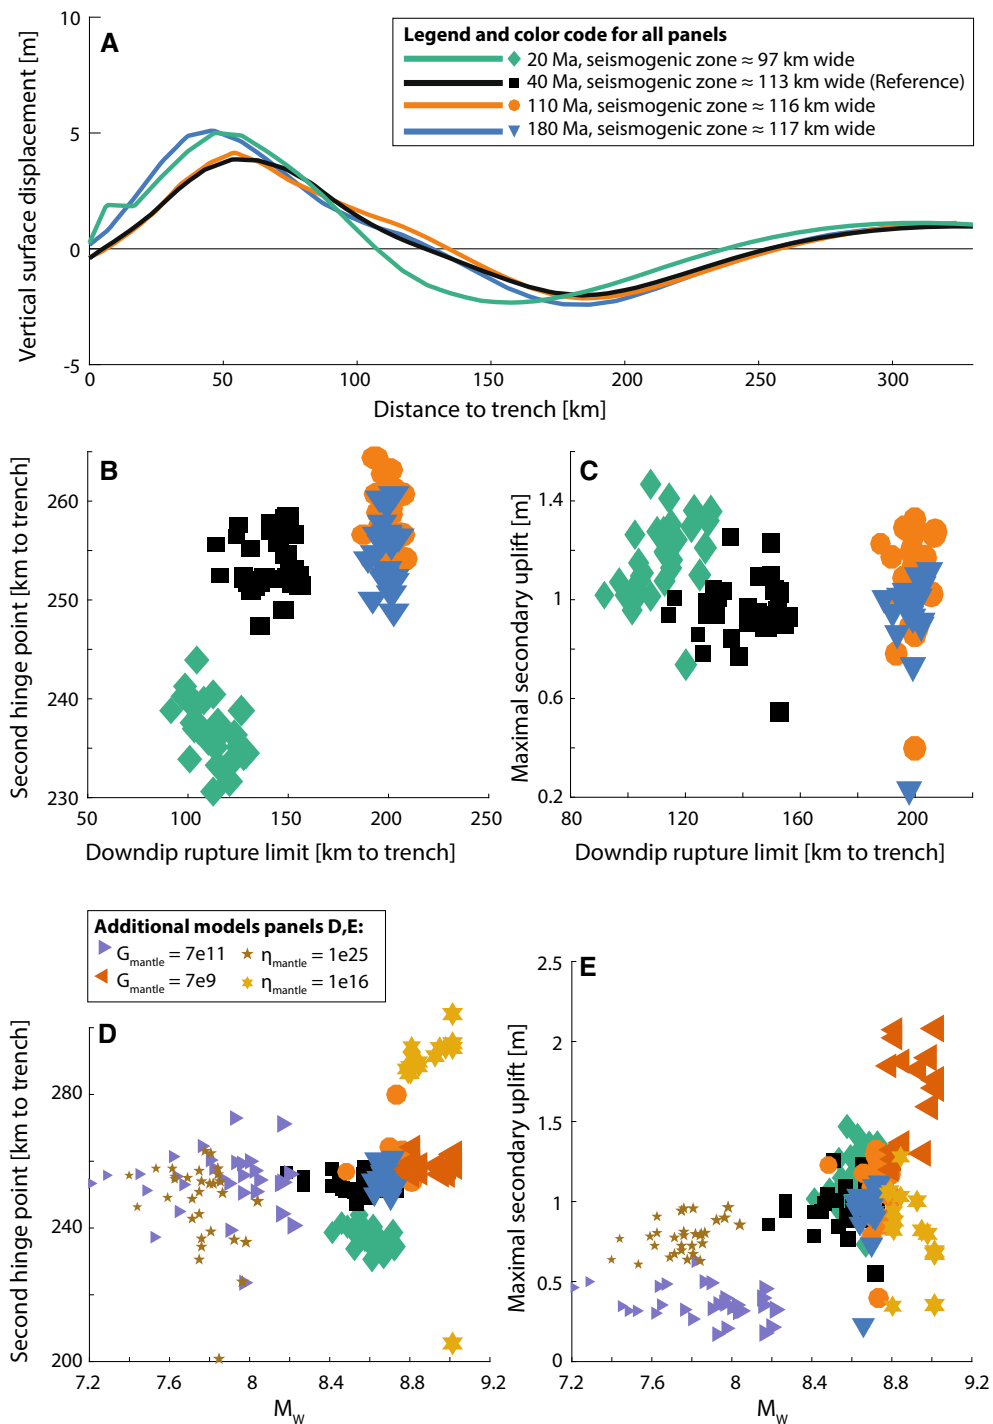 A
Vertical surface displacement [m]
10
5
0
-5
0 50 100 150 200 250 300
Distance to trench [km]
Legend and color code for all panels
20 Ma, seismogenic zone ≈ 97 km wide
40 Ma, seismogenic zone ≈ 113 km wide (Reference)
110 Ma, seismogenic zone ≈ 116 km wide
180 Ma, seismogenic zone ≈ 117 km wide
B
Second hinge point [km to trench]
260
250
240
230
50 100 150 200 250
Downdip rupture limit [km to trench]
C
Maximal secondary uplift [m]
1.4
1
0.6
0.2
80 120 160 200
Downdip rupture limit [km to trench]
Additional models panels D,E:
G mantle = 7e11
G mantle = 7e9
η mantle = 1e25
η mantle = 1e16
D
Second hinge point [km to trench]
280
240
200
7.2 7.6 8 8.4 8.8 9.2
M W
E
Maximal secondary uplift [m]
2.5
2
1.5
1
0.5
0
7.2 7.6 8 8.4 8.8 9.2
M W